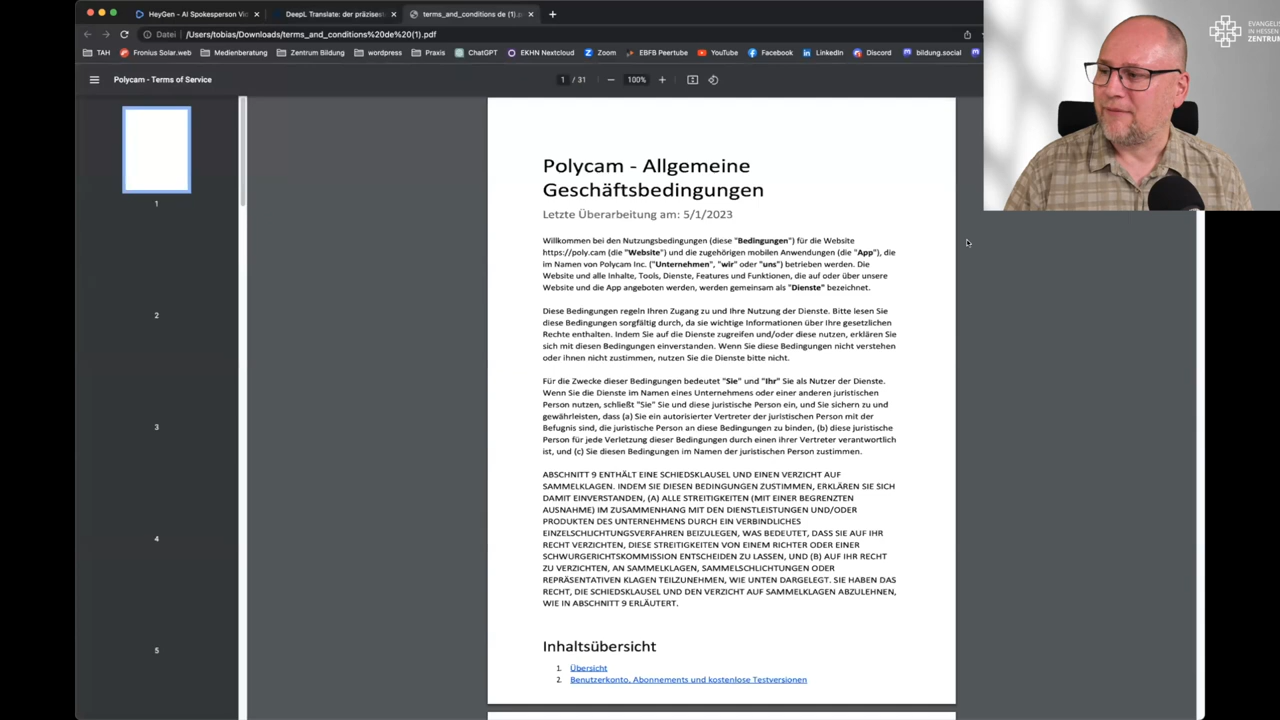 HeyGen - AI Spokesperson Vi
DeepL Translate: der präzises
terms_and_conditions de (1).p
Datei
/Users/tobias/Downloads/terms_and_conditions%20de%20(1).pdf
TAH
Fronius Solar.web
Medienberatung
Zentrum Bildung
wordpress
Praxis
ChatGPT
EKHN Nextcloud
Zoom
EBFB Peertube
YouTube
Facebook
LinkedIn
Discord
bildung.social
EVANGELIS
IN HESSEN
ZENTRUM
Polycam - Terms of Service
1 / 31
100%
1
2
3
4
5
Polycam - Allgemeine
Geschäftsbedingungen
Letzte Überarbeitung am: 5/1/2023
Willkommen bei den Nutzungsbedingungen (diese "Bedingungen") für die Website
https://poly.cam (die "Website") und die zugehörigen mobilen Anwendungen (die "App"), die
im Namen von Polycam Inc. ("Unternehmen", "wir" oder "uns") betrieben werden. Die
Website und alle Inhalte, Tools, Dienste, Features und Funktionen, die auf oder über unsere
Website und die App angeboten werden, werden gemeinsam als "Dienste" bezeichnet.
Diese Bedingungen regeln Ihren Zugang zu und Ihre Nutzung der Dienste. Bitte lesen Sie
diese Bedingungen sorgfältig durch, da sie wichtige Informationen über Ihre gesetzlichen
Rechte enthalten. Indem Sie auf die Dienste zugreifen und/oder diese nutzen, erklären Sie
sich mit diesen Bedingungen einverstanden. Wenn Sie diese Bedingungen nicht verstehen
oder ihnen nicht zustimmen, nutzen Sie die Dienste bitte nicht.
Für die Zwecke dieser Bedingungen bedeutet "Sie" und "Ihr" Sie als Nutzer der Dienste.
Wenn Sie die Dienste im Namen eines Unternehmens oder einer anderen juristischen
Person nutzen, schließt "Sie" Sie und diese juristische Person ein, und Sie sichern zu und
gewährleisten, dass (a) Sie ein autorisierter Vertreter der juristischen Person mit der
Befugnis sind, die juristische Person an diese Bedingungen zu binden, (b) diese juristische
Person für jede Verletzung dieser Bedingungen durch einen ihrer Vertreter verantwortlich
ist, und (c) Sie diesen Bedingungen im Namen der juristischen Person zustimmen.
ABSCHNITT 9 ENTHÄLT EINE SCHIEDSKLAUSEL UND EINEN VERZICHT AUF
SAMMELKLAGEN. INDEM SIE DIESEN BEDINGUNGEN ZUSTIMMEN, ERKLÄREN SIE SICH
DAMIT EINVERSTANDEN, (A) ALLE STREITIGKEITEN (MIT EINER BEGRENZTEN
AUSNAHME) IM ZUSAMMENHANG MIT DEN DIENSTLEISTUNGEN UND/ODER
PRODUKTEN DES UNTERNEHMENS DURCH EIN VERBINDLICHES
EINZELSCHLICHTUNGSVERFAHREN BEIZULEGEN, WAS BEDEUTET, DASS SIE AUF IHR
RECHT VERZICHTEN, DIESE STREITIGKEITEN VON EINEM RICHTER ODER EINER
SCHWURGERICHTSKOMMISSION ENTSCHEIDEN ZU LASSEN, UND (B) AUF IHR RECHT
ZU VERZICHTEN, AN SAMMELKLAGEN, SAMMELSCHLICHTUNGEN ODER
REPRÄSENTATIVEN KLAGEN TEILZUNEHMEN, WIE UNTEN DARGELEGT. SIE HABEN DAS
RECHT, DIE SCHIEDSKLAUSEL UND DEN VERZICHT AUF SAMMELKLAGEN ABZULEHNEN,
WIE IN ABSCHNITT 9 ERLÄUTERT.
Inhaltsübersicht
1. Übersicht
2. Benutzerkonto, Abonnements und kostenlose Testversionen